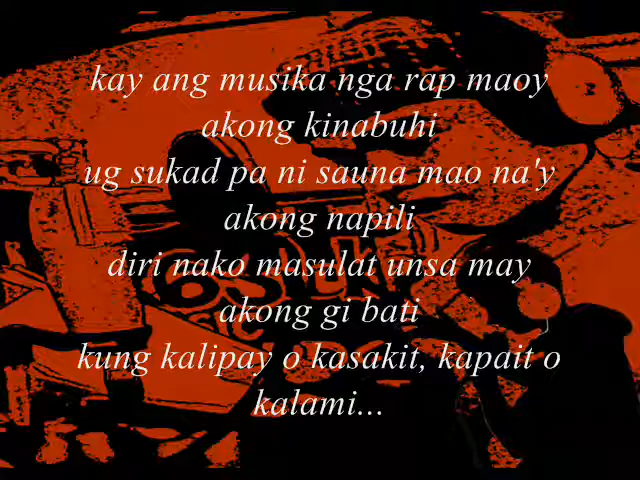 kay ang musika nga rap maoy
akong kinabuhi
ug sukad pa ni sauna mao na'y
akong napili
diri nako masulat unsa may
akong gi bati
kung kalipay o kasakit, kapait o
kalami...